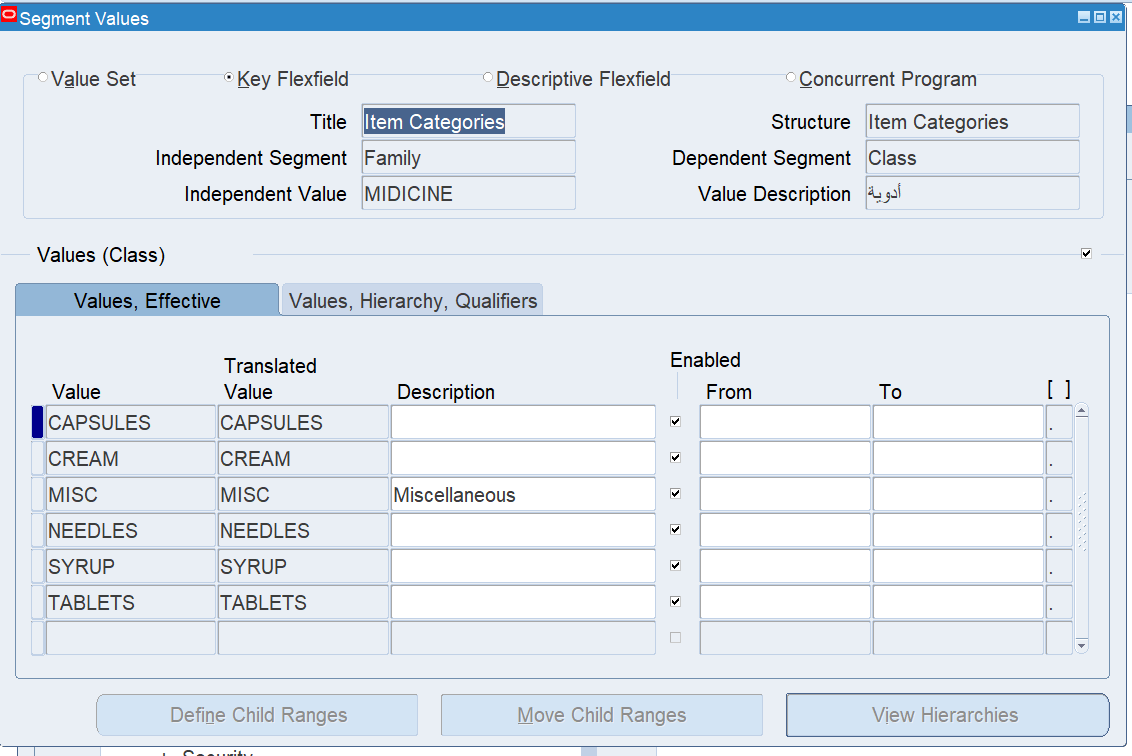 Segment Values
Value Set Key Flexfield Descriptive Flexfield Concurrent Program
Title Item Categories Structure Item Categories
Independent Segment Family Dependent Segment Class
Independent Value MIDICINE Value Description أدوية
Values (Class)
Values, Effective Values, Hierarchy, Qualifiers
Translated Enabled
Value Value Description From To [ ]
CAPSULES CAPSULES .
CREAM CREAM .
MISC MISC Miscellaneous .
NEEDLES NEEDLES .
SYRUP SYRUP .
TABLETS TABLETS .
Define Child Ranges Move Child Ranges View Hierarchies
Security